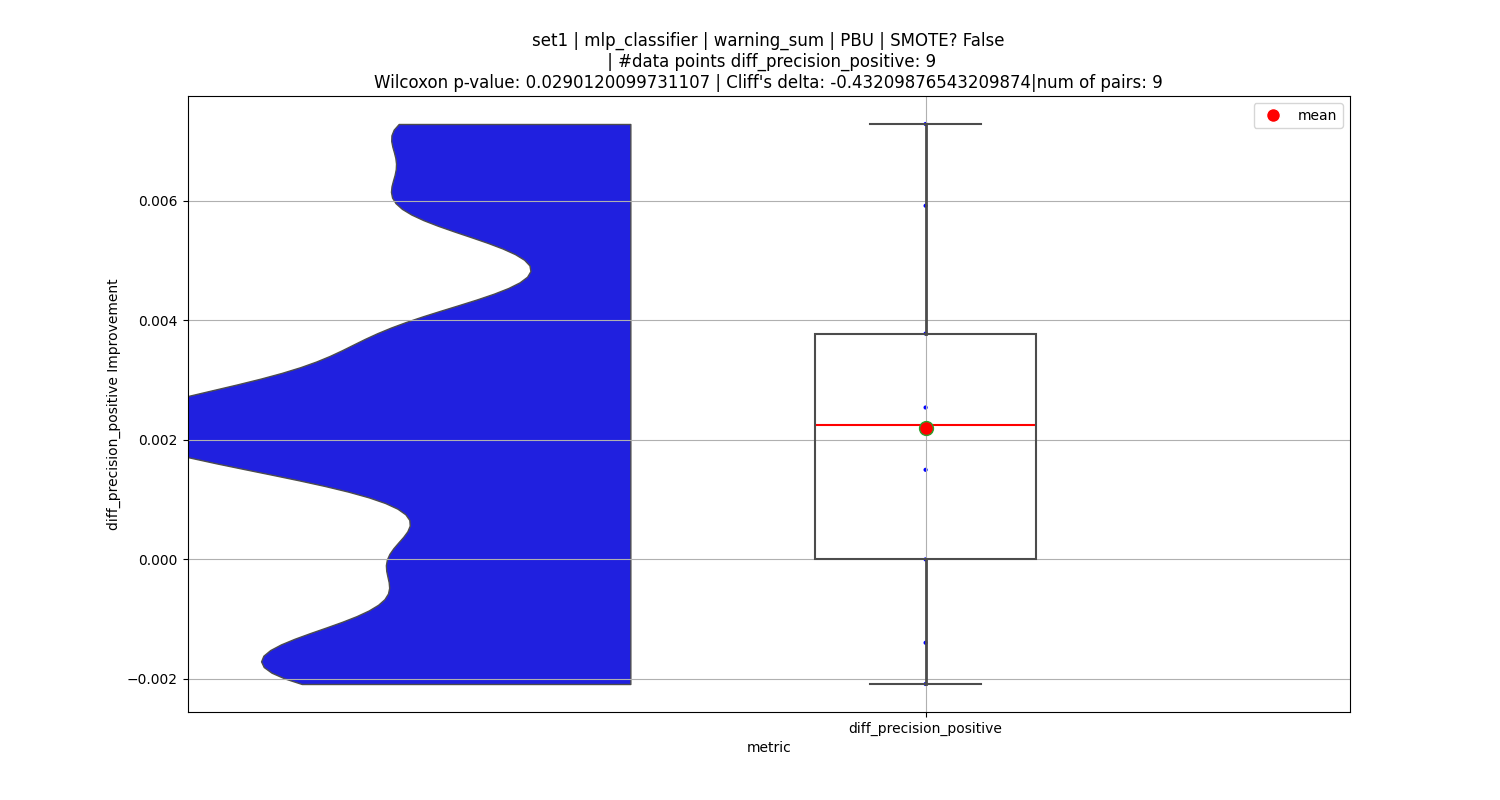 set1 | mlp_classifier | warning_sum | PBU | SMOTE? False
| #data points diff_precision_positive: 9
Wilcoxon p-value: 0.0290120099731107 | Cliff's delta: -0.43209876543209874|num of pairs: 9
mean
diff_precision_positive Improvement
0.006
0.004
0.002
0.000
−0.002
diff_precision_positive
metric